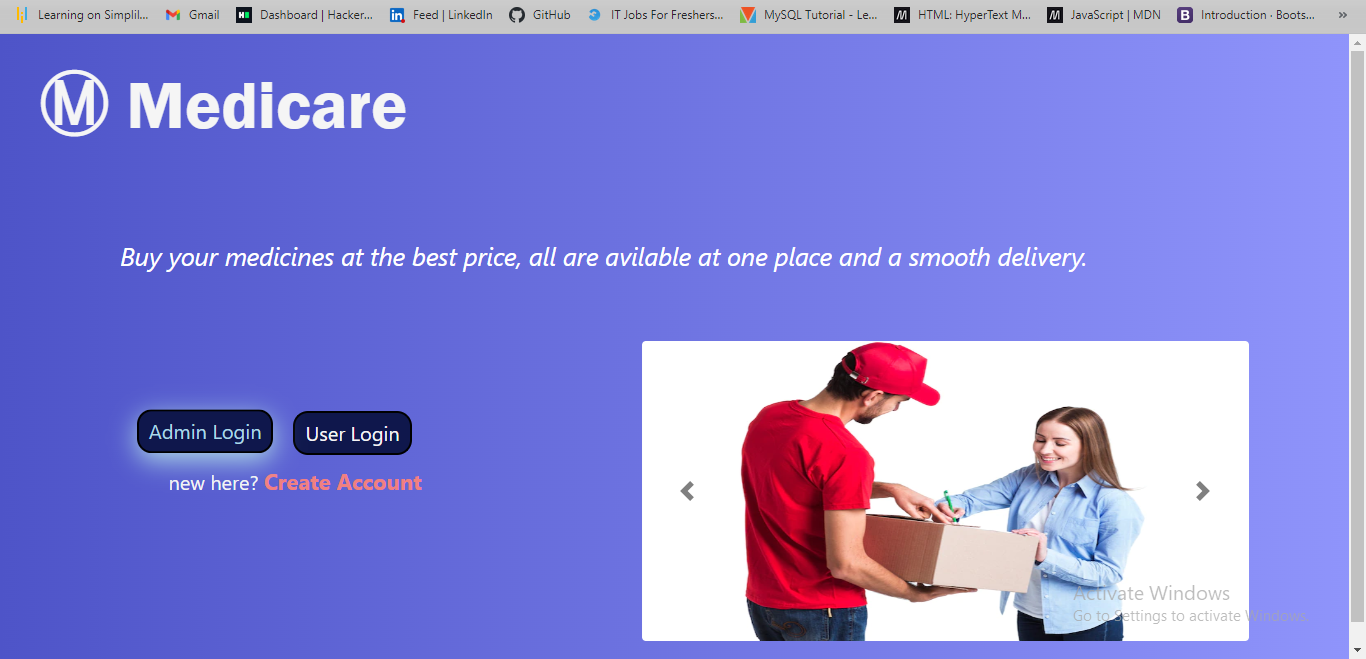 Learning on Simplil... Gmail Dashboard | Hacker... Feed | LinkedIn GitHub IT Jobs For Freshers... MySQL Tutorial - Le... HTML: HyperText M... JavaScript | MDN Introduction · Boots... »
M Medicare
Buy your medicines at the best price, all are avilable at one place and a smooth delivery.
Admin Login User Login
new here? Create Account
Activate Windows
Go to Settings to activate Windows.